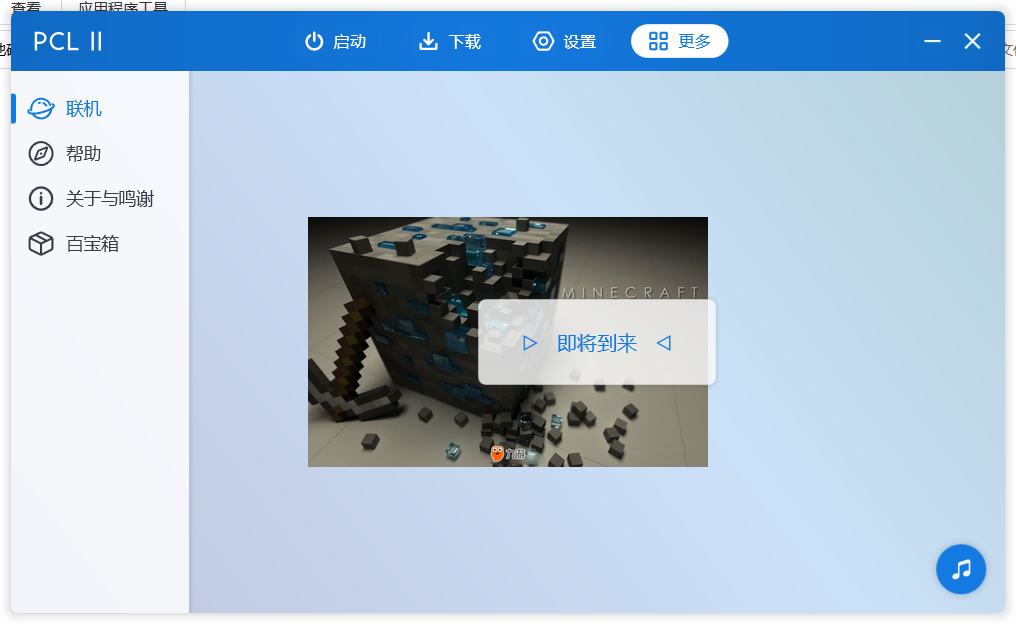 查看
应用程序工具
PCL II
启动
下载
设置
更多
联机
帮助
关于与鸣谢
百宝箱
MINECRAFT
即将到来
九游